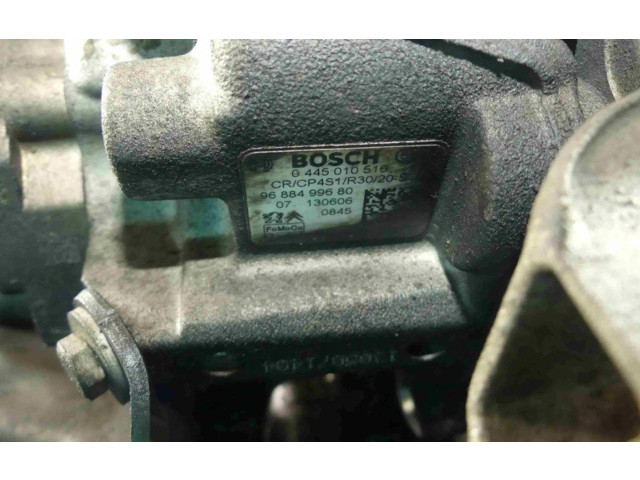 BOSCH
0 445 010 516
CR/CP4S1/R30/20-S
96 884 996 80
07 130606
0845
FoMoCo